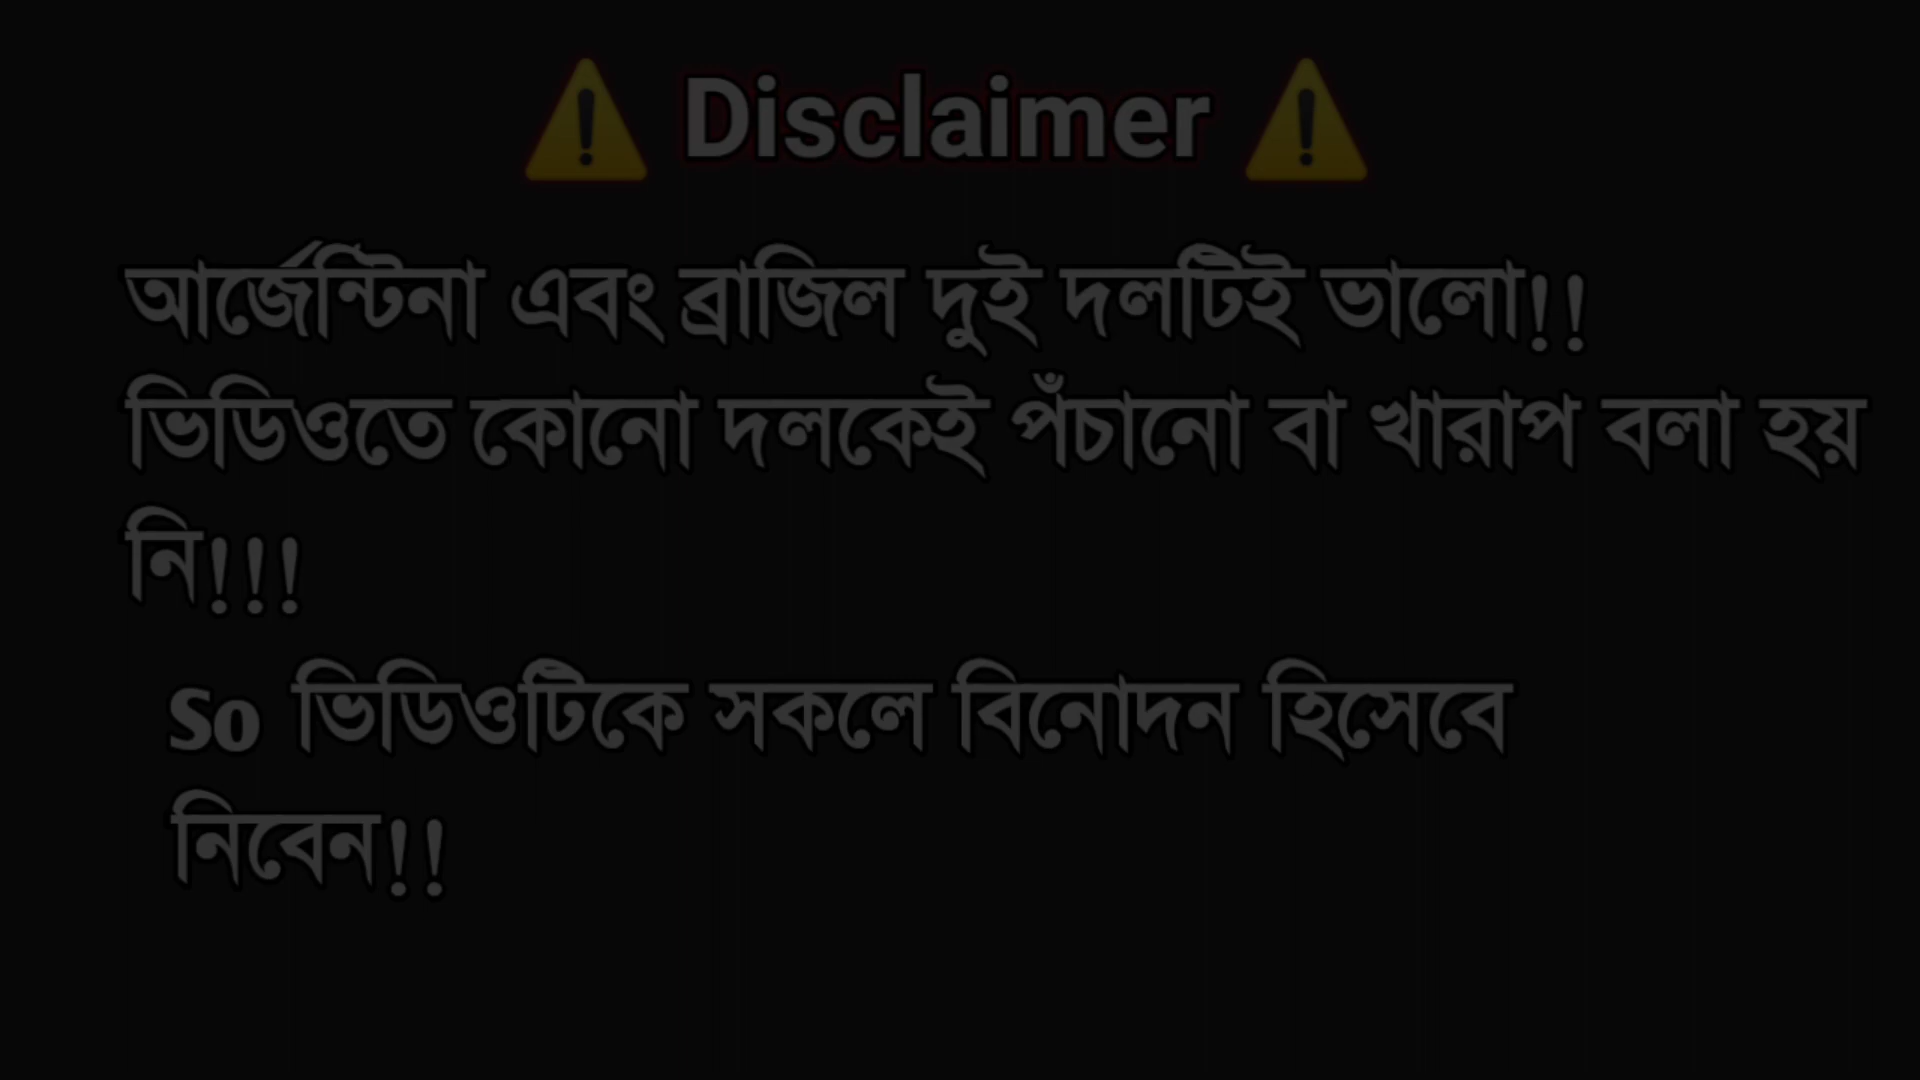 ⚠️ Disclaimer ⚠️
আর্জেন্টিনা এবং ব্রাজিল দুই দলটিই ভালো!!
ভিডিওতে কোনো দলকেই পঁচানো বা খারাপ বলা হয়
নি!!!
So ভিডিওটিকে সকলে বিনোদন হিসেবে
নিবেন!!